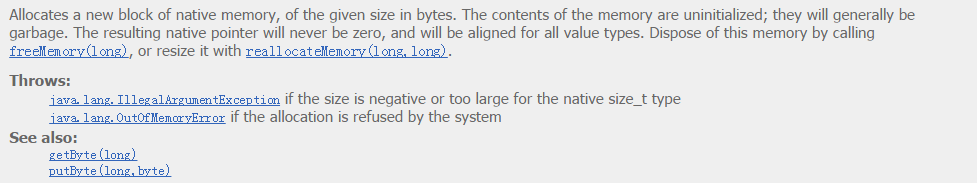 Allocates a new block of native memory, of the given size in bytes. The contents of the memory are uninitialized; they will generally be
garbage. The resulting native pointer will never be zero, and will be aligned for all value types. Dispose of this memory by calling
freeMemory(long), or resize it with reallocateMemory(long,long).
Throws:
java.lang.IllegalArgumentException if the size is negative or too large for the native size_t type
java.lang.OutOfMemoryError if the allocation is refused by the system
See also:
getByte(long)
putByte(long,byte)